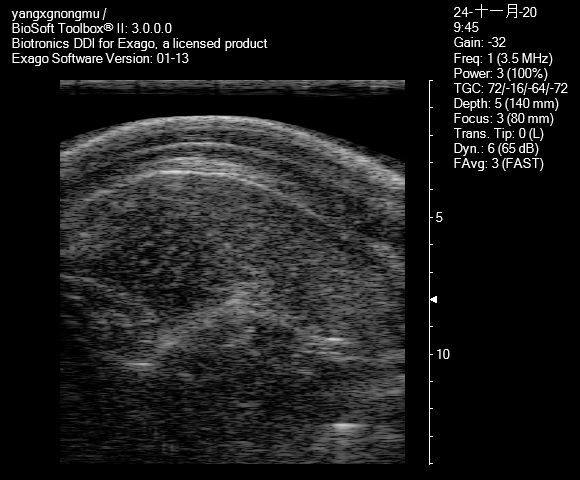 yangxgnongmu /
BioSoft Toolbox® II: 3.0.0.0
Biotronics DDI for Exago, a licensed product
Exago Software Version: 01-13
24-十一月-20
9:45
Gain: -32
Freq: 1 (3.5 MHz)
Power: 3 (100%)
TGC: 72/-16/-64/-72
Depth: 5 (140 mm)
Focus: 3 (80 mm)
Trans. Tip: 0 (L)
Dyn.: 6 (65 dB)
FAvg: 3 (FAST)
5
10